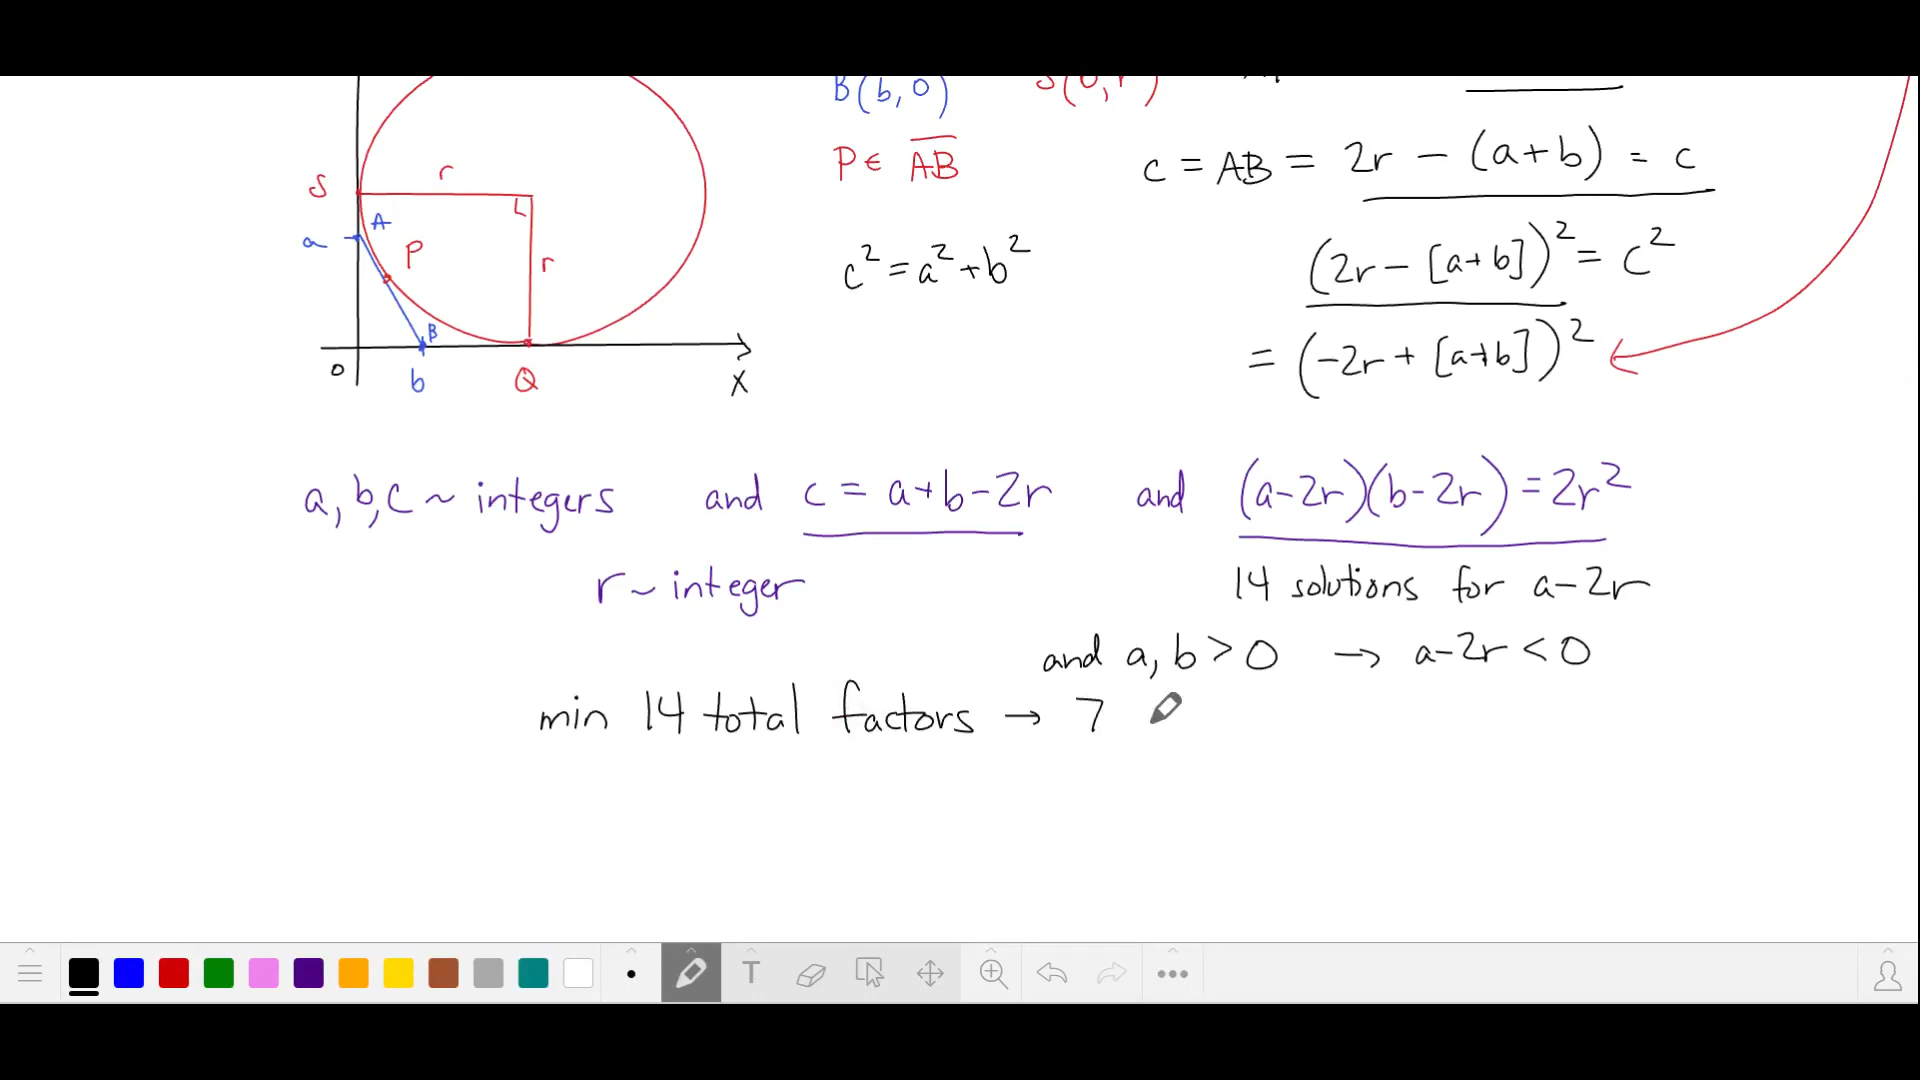 B(b,0)
P ∈ AB
c = AB = 2r - (a+b) = c
S
r
A
a
P
L
r
B
c² = a² + b²
(2r - [a+b])² = c²
= (-2r + [a+b])²
0
b
Q
X
a, b, c ~ integers and c = a+b-2r and (a-2r)(b-2r) = 2r²
r ~ integer
14 solutions for a-2r
and a, b > 0 → a-2r < 0
min 14 total factors → 7
T